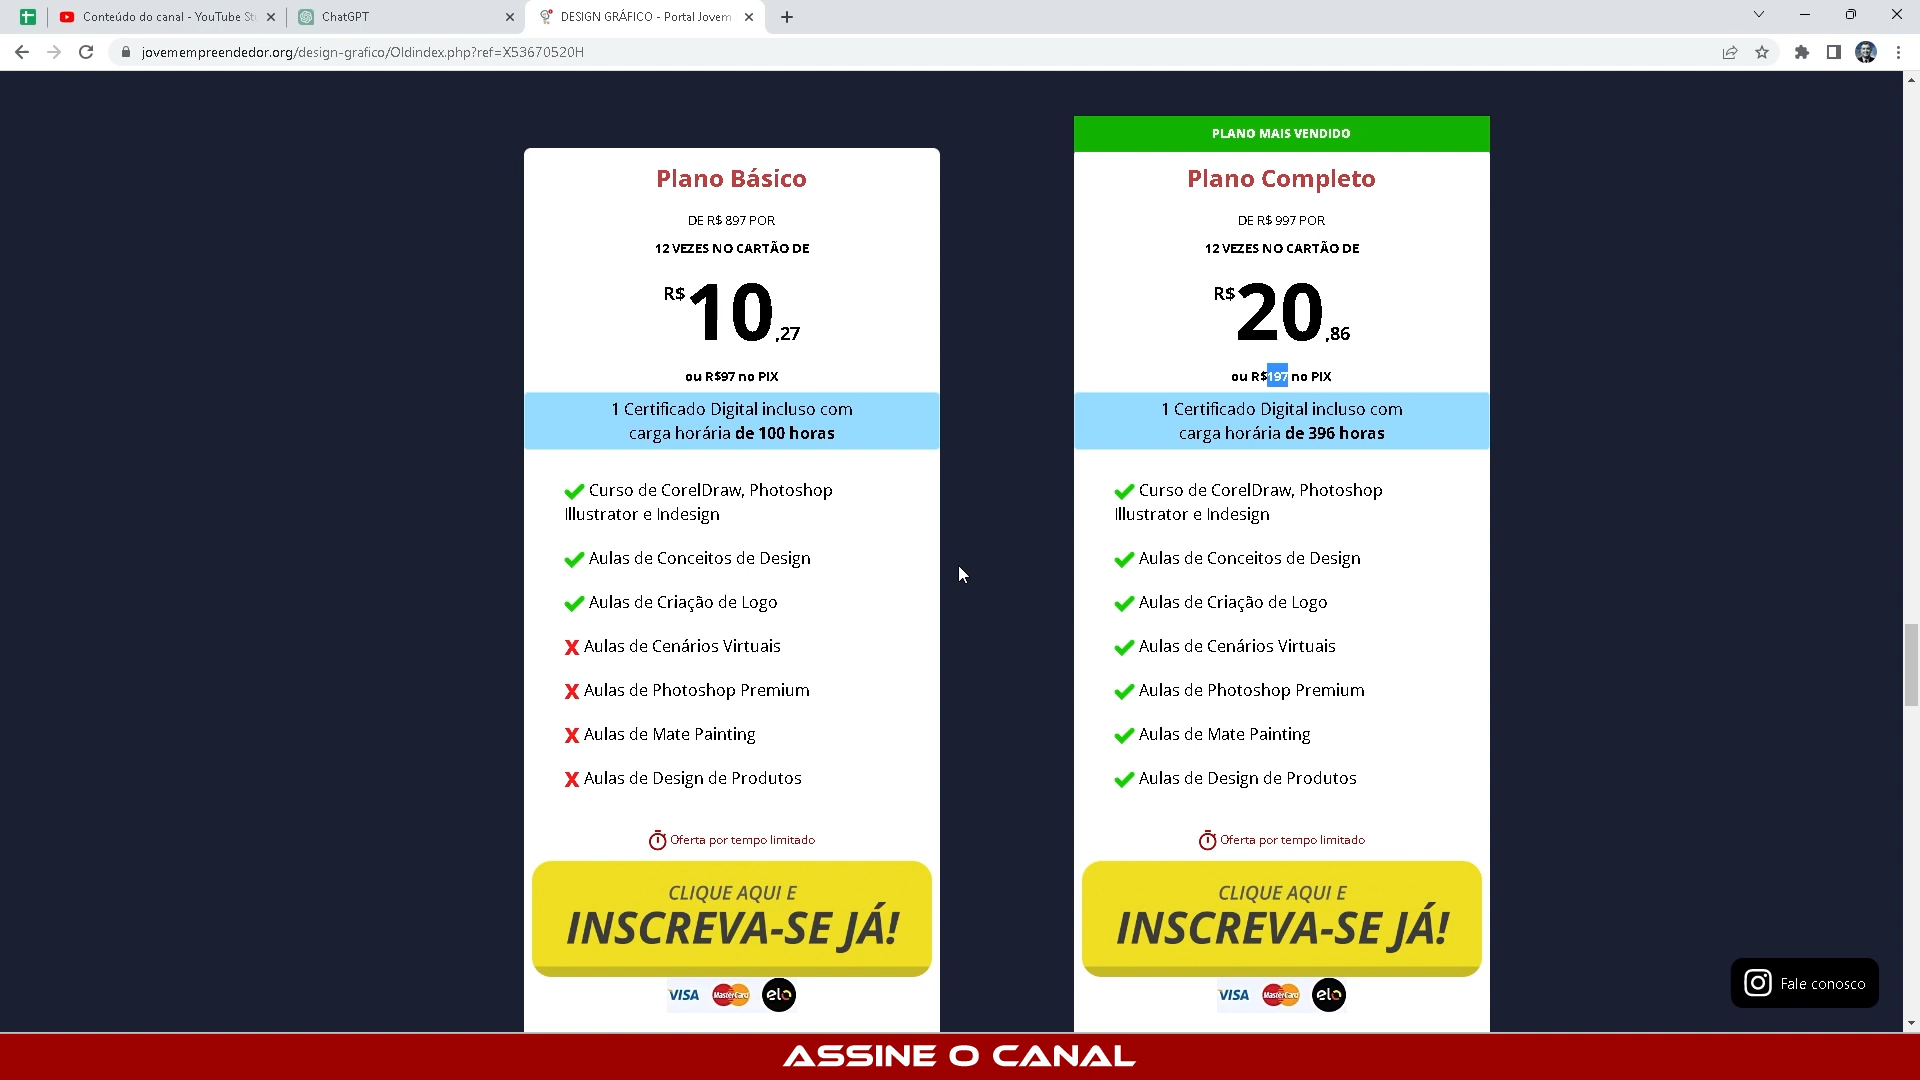 Conteúdo do canal - YouTube St
ChatGPT
DESIGN GRÁFICO - Portal Jovem
jovemempreendedor.org/design-grafico/Oldindex.php?ref=X53670520H
Plano Básico
DE R$ 897 POR
12 VEZES NO CARTÃO DE
R$10,27
ou R$97 no PIX
1 Certificado Digital incluso com
carga horária de 100 horas
Curso de CorelDraw, Photoshop
Illustrator e Indesign
Aulas de Conceitos de Design
Aulas de Criação de Logo
X Aulas de Cenários Virtuais
X Aulas de Photoshop Premium
X Aulas de Mate Painting
X Aulas de Design de Produtos
Oferta por tempo limitado
CLIQUE AQUI E
INSCREVA-SE JÁ!
VISA MasterCard elo
PLANO MAIS VENDIDO
Plano Completo
DE R$ 997 POR
12 VEZES NO CARTÃO DE
R$20,86
ou R$197 no PIX
1 Certificado Digital incluso com
carga horária de 396 horas
Curso de CorelDraw, Photoshop
Illustrator e Indesign
Aulas de Conceitos de Design
Aulas de Criação de Logo
Aulas de Cenários Virtuais
Aulas de Photoshop Premium
Aulas de Mate Painting
Aulas de Design de Produtos
Oferta por tempo limitado
CLIQUE AQUI E
INSCREVA-SE JÁ!
VISA MasterCard elo
Fale conosco
ASSINE O CANAL